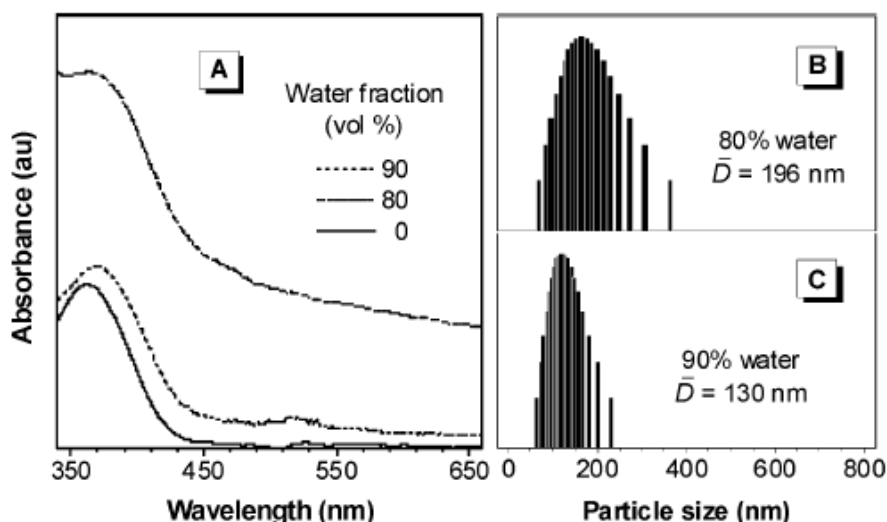 A
Water fraction
(vol %)
90
80
0
Absorbance (au)
350 450 550 650
Wavelength (nm)
B
80% water
D̄ = 196 nm
C
90% water
D̄ = 130 nm
0 200 400 600 800
Particle size (nm)